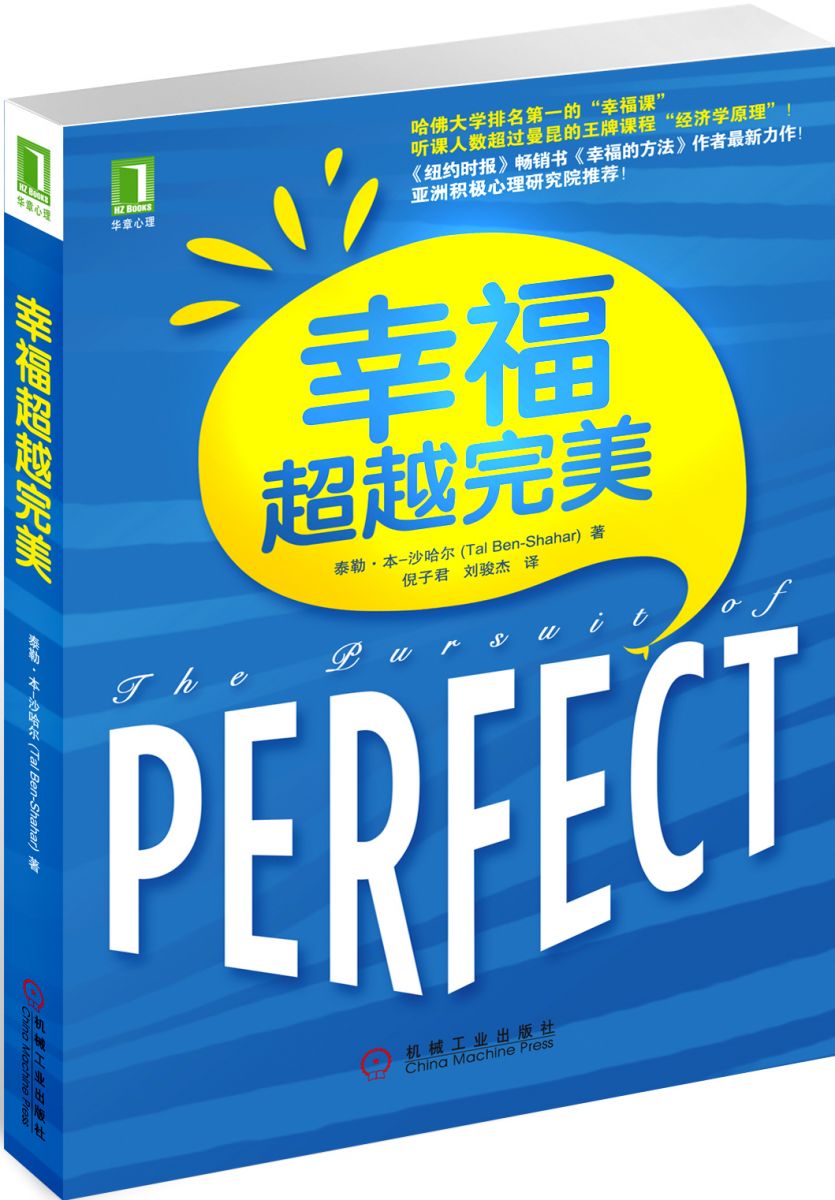 哈佛大学排名第一的“幸福课”
听课人数超过曼昆的王牌课程“经济学原理”！
《纽约时报》畅销书《幸福的方法》作者最新力作！
亚洲积极心理研究院推荐！
HZ BOOKS
华章心理
幸福
超越完美
泰勒·本-沙哈尔 (Tal Ben-Shahar) 著
倪子君 刘骏杰 译
The Pursuit of
PERFECT
机械工业出版社
China Machine Press
HZ BOOKS
华章心理
幸福超越完美
泰勒·本-沙哈尔 (Tal Ben-Shahar) 著
机械工业出版社
China Machine Press